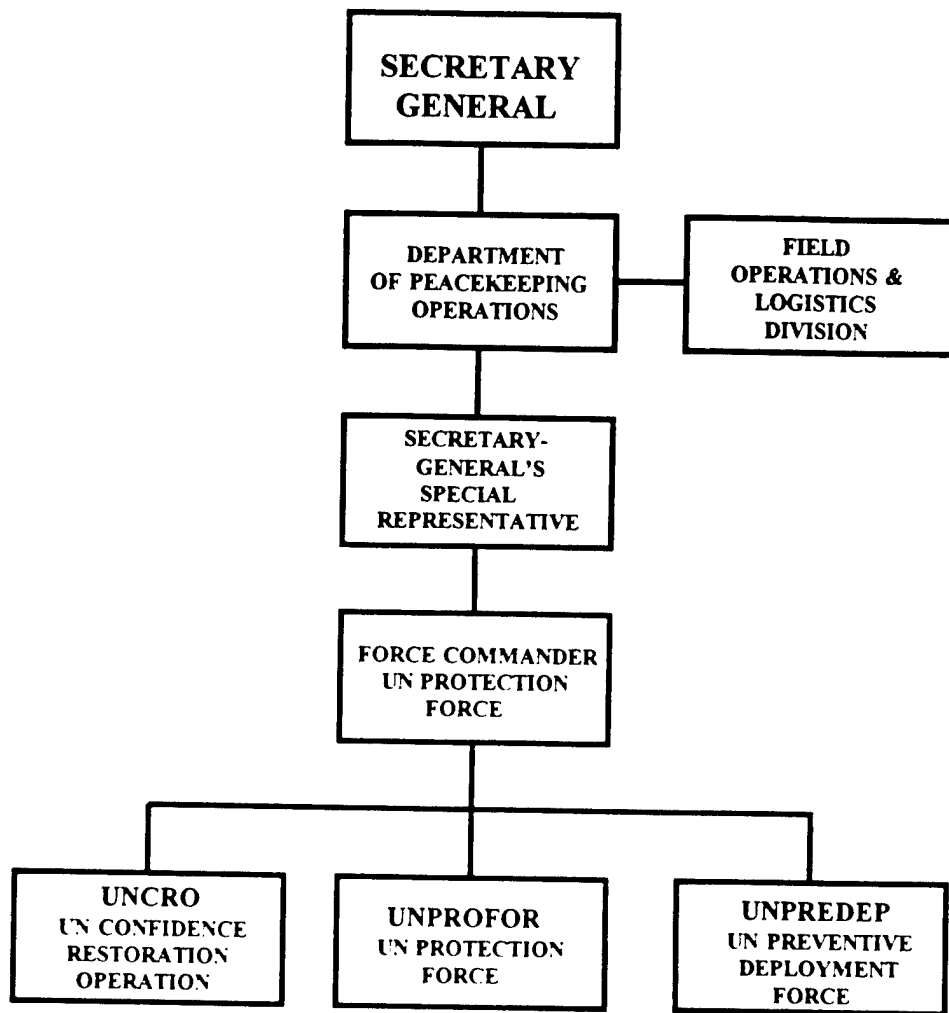 SECRETARY
GENERAL
DEPARTMENT
OF PEACEKEEPING
OPERATIONS
FIELD
OPERATIONS &
LOGISTICS
DIVISION
SECRETARY-
GENERAL'S
SPECIAL
REPRESENTATIVE
FORCE COMMANDER
UN PROTECTION
FORCE
UNCRO
UN CONFIDENCE
RESTORATION
OPERATION
UNPROFOR
UN PROTECTION
FORCE
UNPREDEP
UN PREVENTIVE
DEPLOYMENT
FORCE